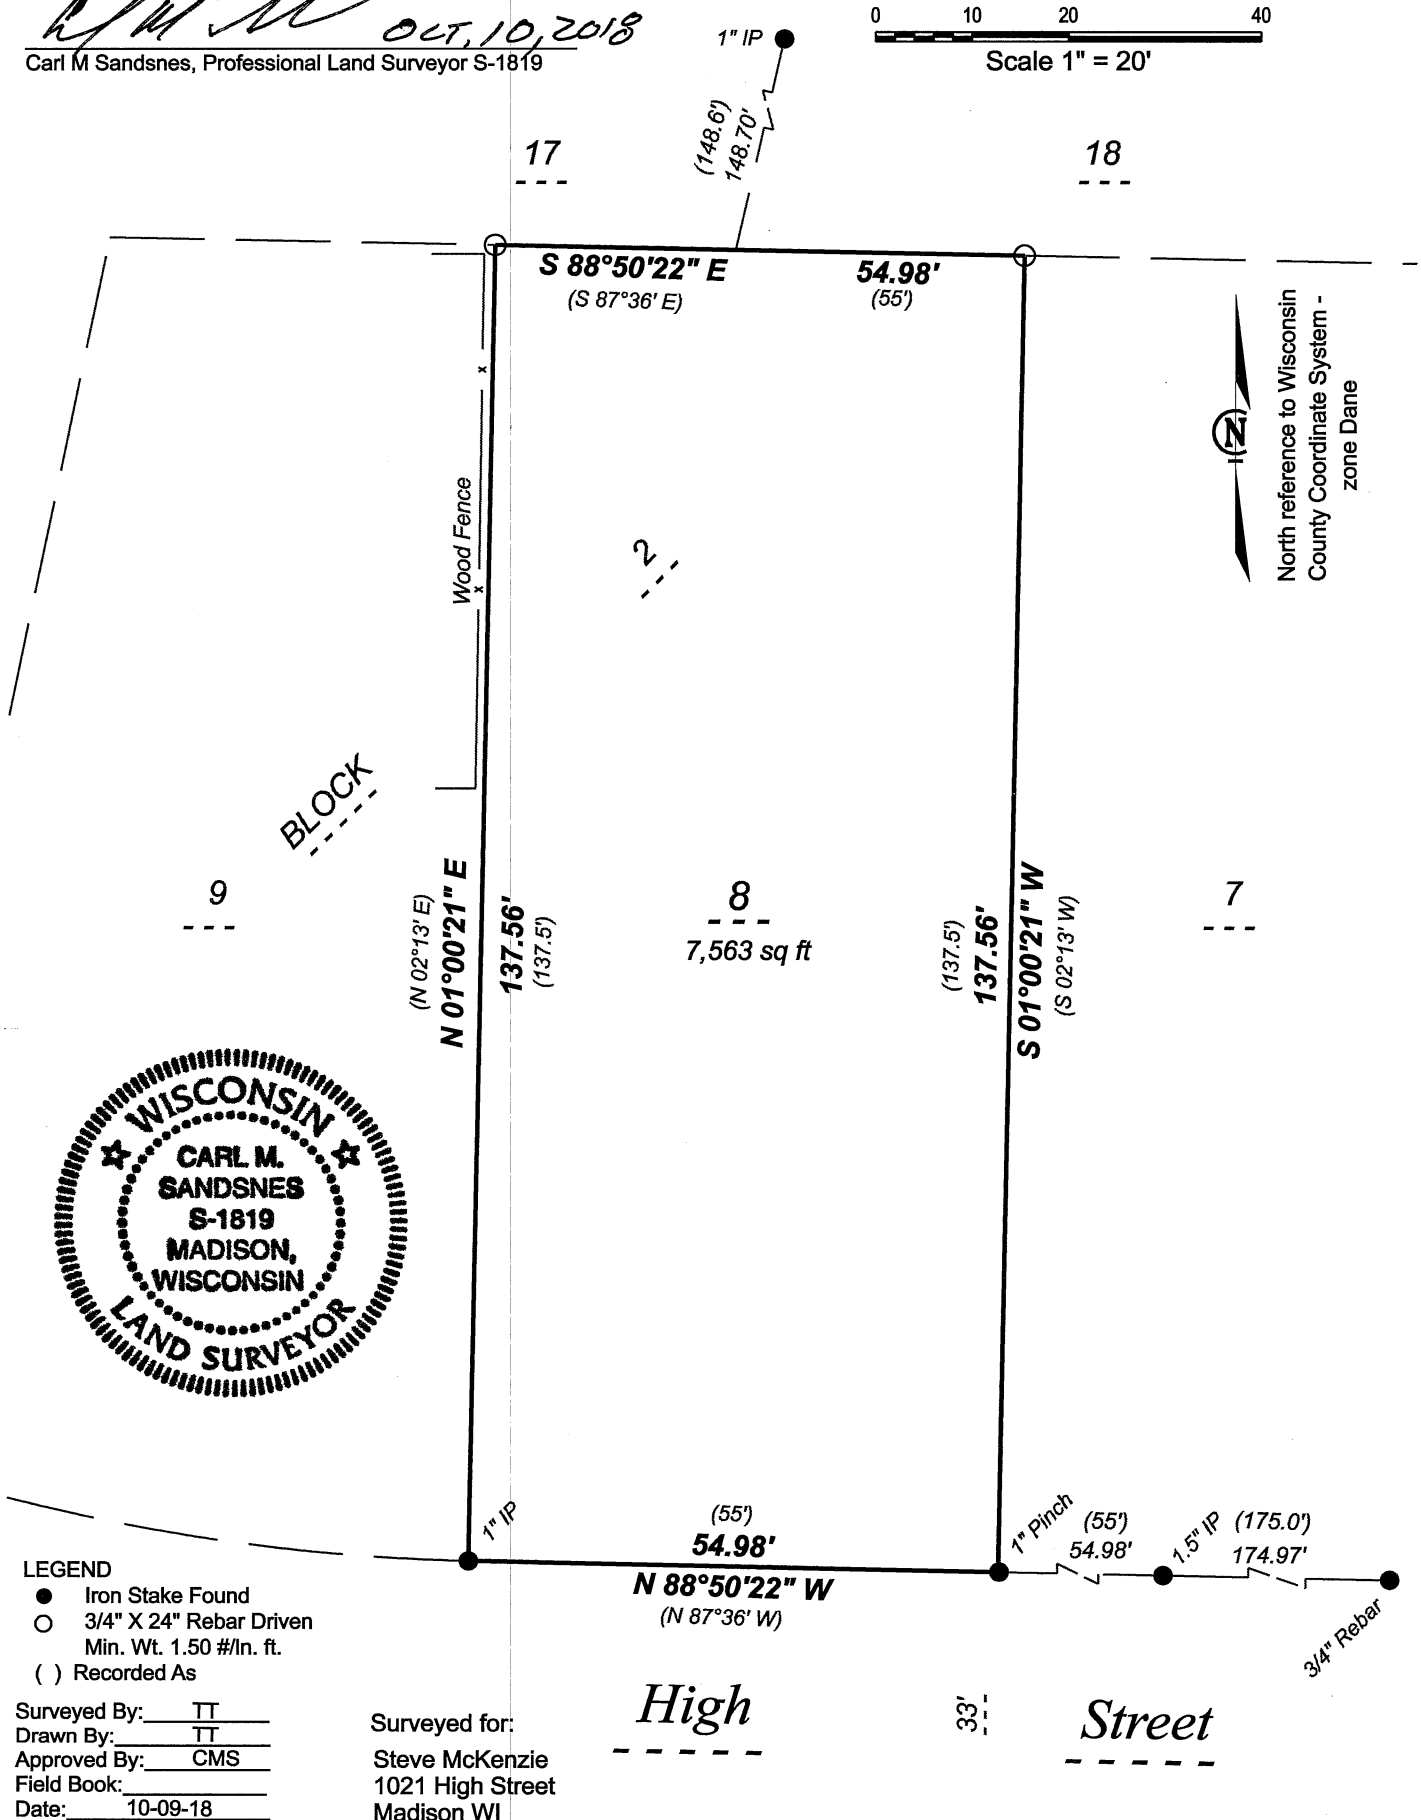 OCT, 10, 2018
Carl M Sandsnes, Professional Land Surveyor S-1819
0 10 20 40
Scale 1" = 20'
1" IP
(148.6')
148.70'
17
18
S 88°50'22" E
54.98'
(S 87°36' E)
(55')
North reference to Wisconsin
County Coordinate System -
zone Dane
N
x
Wood Fence
x
2
BLOCK
9
8
7
7,563 sq ft
(N 02°13' E)
N 01°00'21" E
137.56'
(137.5')
(137.5')
137.56'
S 01°00'21" W
(S 02°13' W)
WISCONSIN
CARL M.
SANDSNES
S-1819
MADISON,
WISCONSIN
LAND SURVEYOR
1" IP
(55')
54.98'
N 88°50'22" W
(N 87°36' W)
1" Pinch
(55')
54.98'
1.5" IP
(175.0')
174.97'
3/4" Rebar
LEGEND
Iron Stake Found
3/4" X 24" Rebar Driven
Min. Wt. 1.50 #/ln. ft.
( ) Recorded As
High
33'
Street
Surveyed By: TT
Drawn By: TT
Approved By: CMS
Field Book:
Date: 10-09-18
Surveyed for:
Steve McKenzie
1021 High Street
Madison WI